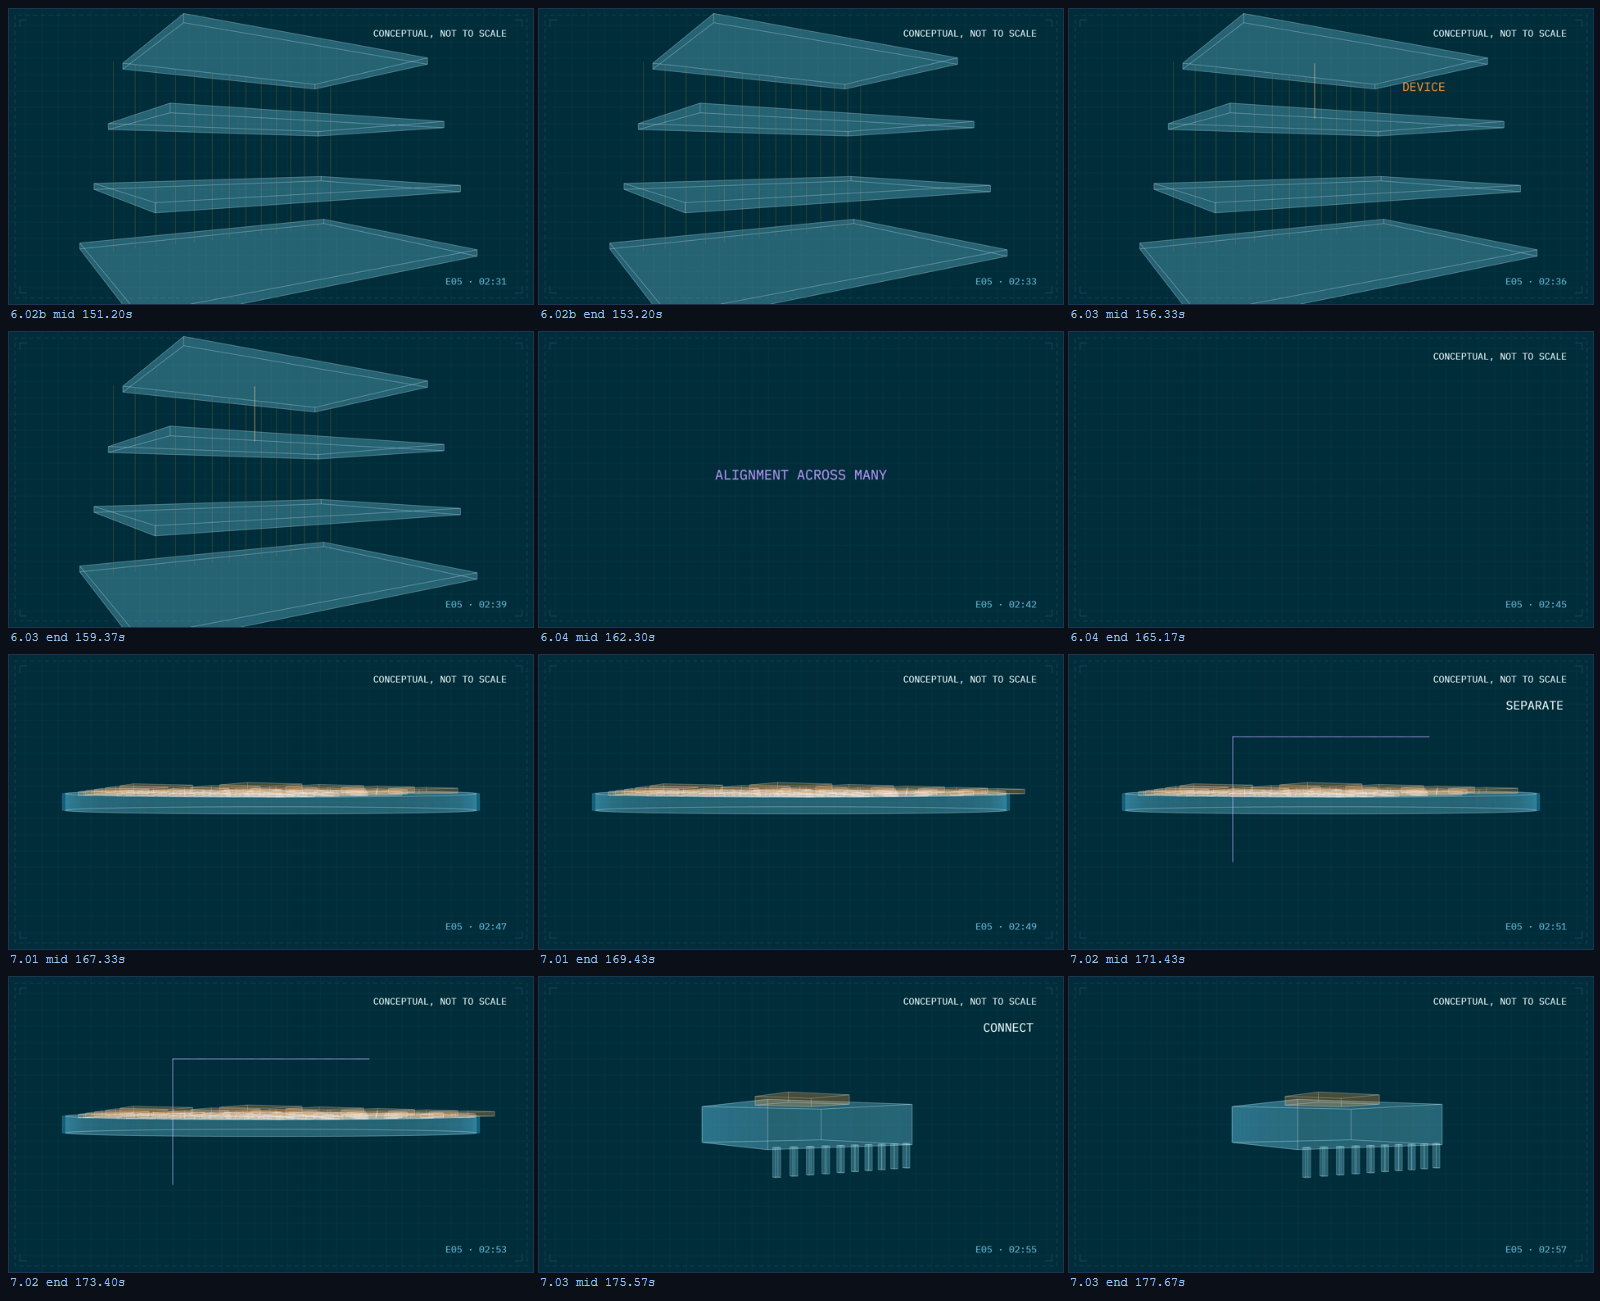 CONCEPTUAL, NOT TO SCALE
E05 · 02:31
6.02b mid 151.20s
CONCEPTUAL, NOT TO SCALE
E05 · 02:33
6.02b end 153.20s
CONCEPTUAL, NOT TO SCALE
DEVICE
E05 · 02:36
6.03 mid 156.33s
CONCEPTUAL, NOT TO SCALE
E05 · 02:39
6.03 end 159.37s
ALIGNMENT ACROSS MANY
E05 · 02:42
6.04 mid 162.30s
CONCEPTUAL, NOT TO SCALE
E05 · 02:45
6.04 end 165.17s
CONCEPTUAL, NOT TO SCALE
E05 · 02:47
7.01 mid 167.33s
CONCEPTUAL, NOT TO SCALE
E05 · 02:49
7.01 end 169.43s
CONCEPTUAL, NOT TO SCALE
SEPARATE
E05 · 02:51
7.02 mid 171.43s
CONCEPTUAL, NOT TO SCALE
E05 · 02:53
7.02 end 173.40s
CONCEPTUAL, NOT TO SCALE
CONNECT
E05 · 02:55
7.03 mid 175.57s
CONCEPTUAL, NOT TO SCALE
E05 · 02:57
7.03 end 177.67s